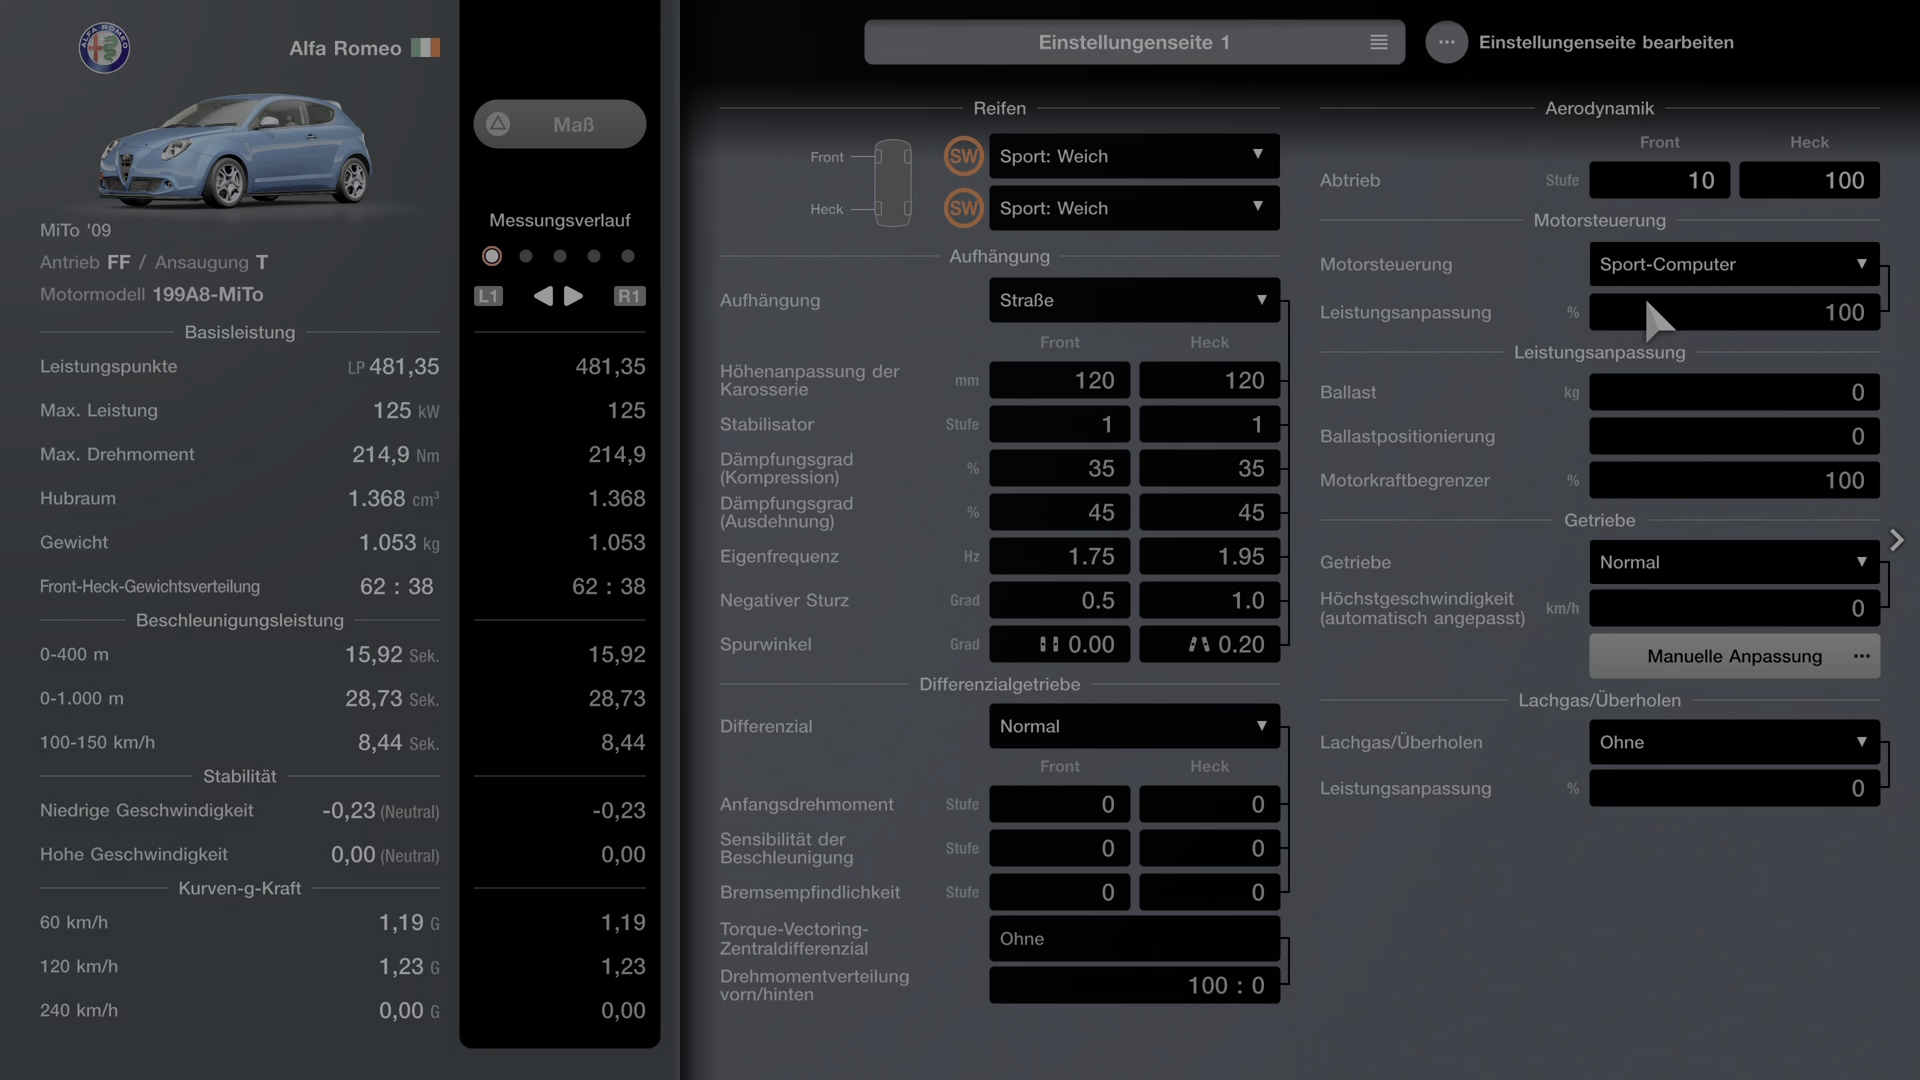 Alfa Romeo
MiTo '09
Antrieb FF / Ansaugung T
Motormodell 199A8-MiTo
Basisleistung
Leistungspunkte LP 481,35
Max. Leistung 125 kW
Max. Drehmoment 214,9 Nm
Hubraum 1.368 cm³
Gewicht 1.053 kg
Front-Heck-Gewichtsverteilung 62 : 38
Beschleunigungsleistung
0-400 m 15,92 Sek.
0-1.000 m 28,73 Sek.
100-150 km/h 8,44 Sek.
Stabilität
Niedrige Geschwindigkeit -0,23 (Neutral)
Hohe Geschwindigkeit 0,00 (Neutral)
Kurven-g-Kraft
60 km/h 1,19 G
120 km/h 1,23 G
240 km/h 0,00 G
Maß
Messungsverlauf
L1 R1
481,35
125
214,9
1.368
1.053
62 : 38
15,92
28,73
8,44
-0,23
0,00
1,19
1,23
0,00
Einstellungenseite 1
Einstellungenseite bearbeiten
Reifen
Front SW Sport: Weich
Heck SW Sport: Weich
Aufhängung
Aufhängung Straße
Front Heck
Höhenanpassung der
Karosserie mm 120 120
Stabilisator Stufe 1 1
Dämpfungsgrad
(Kompression) % 35 35
Dämpfungsgrad
(Ausdehnung) % 45 45
Eigenfrequenz Hz 1.75 1.95
Negativer Sturz Grad 0.5 1.0
Spurwinkel Grad 0.00 0.20
Differenzialgetriebe
Differenzial Normal
Front Heck
Anfangsdrehmoment Stufe 0 0
Sensibilität der
Beschleunigung Stufe 0 0
Bremsempfindlichkeit Stufe 0 0
Torque-Vectoring-
Zentraldifferenzial Ohne
Drehmomentverteilung
vorn/hinten 100 : 0
Aerodynamik
Front Heck
Abtrieb Stufe 10 100
Motorsteuerung
Motorsteuerung Sport-Computer
Leistungsanpassung % 100
Leistungsanpassung
Ballast kg 0
Ballastpositionierung 0
Motorkraftbegrenzer % 100
Getriebe
Getriebe Normal
Höchstgeschwindigkeit
(automatisch angepasst) km/h 0
Manuelle Anpassung ...
Lachgas/Überholen
Lachgas/Überholen Ohne
Leistungsanpassung % 0